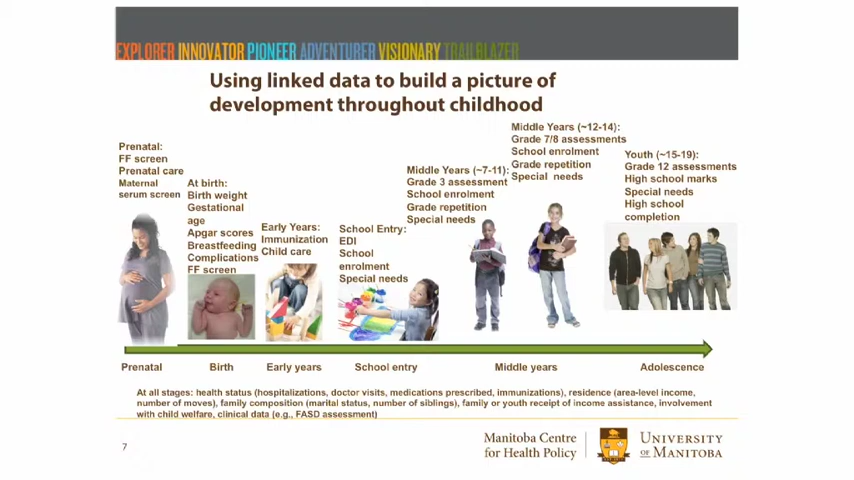 EXPLORER INNOVATOR PIONEER ADVENTURER VISIONARY TRAILBLAZER
Using linked data to build a picture of
development throughout childhood
Prenatal:
FF screen
Prenatal care
Maternal
serum screen
At birth:
Birth weight
Gestational
age
Apgar scores
Breastfeeding
Complications
FF screen
Early Years:
Immunization
Child care
School Entry:
EDI
School
enrolment
Special needs
Middle Years (~7-11):
Grade 3 assessment
School enrolment
Grade repetition
Special needs
Middle Years (~12-14):
Grade 7/8 assessments
School enrolment
Grade repetition
Special needs
Youth (~15-19):
Grade 12 assessments
High school marks
Special needs
High school
completion
Prenatal
Birth
Early years
School entry
Middle years
Adolescence
At all stages: health status (hospitalizations, doctor visits, medications prescribed, immunizations), residence (area-level income,
number of moves), family composition (marital status, number of siblings), family or youth receipt of income assistance, involvement
with child welfare, clinical data (e.g., FASD assessment)
7
Manitoba Centre
for Health Policy
UNIVERSITY
OF MANITOBA